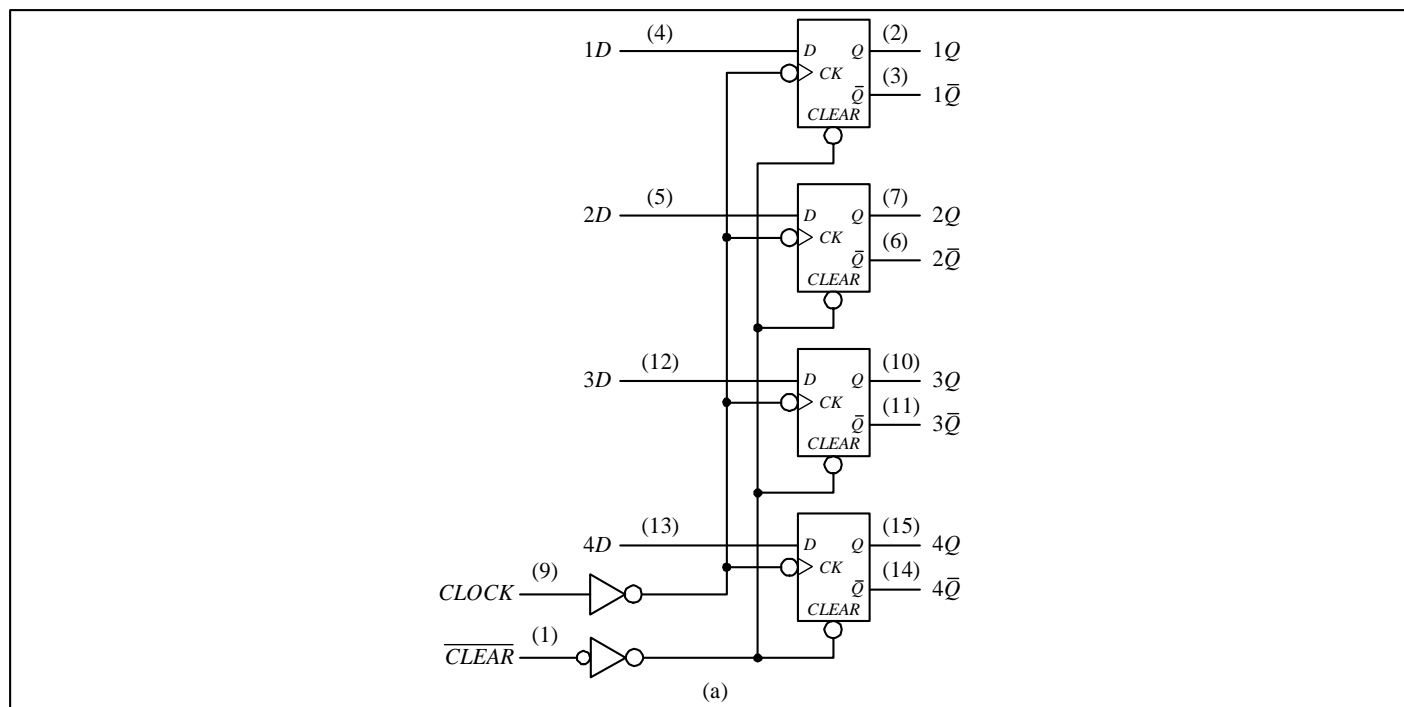 1D (4) D Q (2) 1Q
CK
Q̅ (3) 1Q̅
CLEAR
2D (5) D Q (7) 2Q
CK
Q̅ (6) 2Q̅
CLEAR
3D (12) D Q (10) 3Q
CK
Q̅ (11) 3Q̅
CLEAR
4D (13) D Q (15) 4Q
CK
Q̅ (14) 4Q̅
CLEAR
CLOCK (9)
C̅L̅E̅A̅R̅ (1)
(a)